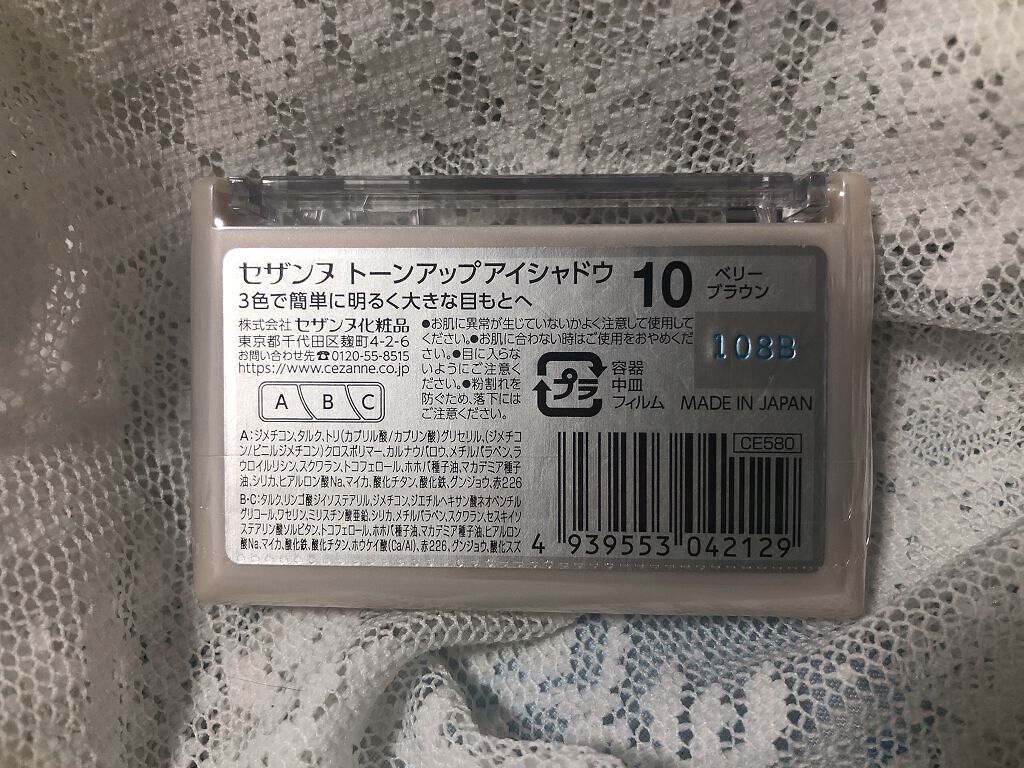 セザンヌ トーンアップアイシャドウ 10 ベリー
ブラウン
3色で簡単に明るく大きな目もとへ
株式会社 セザンヌ化粧品
東京都千代田区麹町4-2-6
お問い合わせ先☎0120-55-8515
https://www.cezanne.co.jp
A B C
●お肌に異常が生じていないかよく注意して使用して
ください。●お肌に合わない時はご使用をおやめくだ
さい。●目に入らな
いようにご注意くだ
さい。●粉割れを
防ぐため、落下には
ご注意ください。
プラ
容器
中皿
フィルム
108B
MADE IN JAPAN
CE580
A:ジメチコン、タルク、トリ(カプリル酸/カプリン酸)グリセリル、(ジメチコ
ン/ビニルジメチコン)クロスポリマー、カルナウバロウ、メチルパラベン、ラ
ウロイルリシン、スクワラン、トコフェロール、ホホバ種子油、マカデミア種子
油、シリカ、ヒアルロン酸Na、マイカ、酸化チタン、酸化鉄、グンジョウ、赤226
B・C:タルク、リンゴ酸ジイソステアリル、ジメチコン、ジエチルヘキサン酸ネオペンチル
グリコール、ワセリン、ミリスチン酸亜鉛、シリカ、メチルパラベン、スクワラン、セスキイソ
ステアリン酸ソルビタン、トコフェロール、ホホバ種子油、マカデミア種子油、ヒアルロン
酸Na、マイカ、酸化鉄、酸化チタン、ホウケイ酸(Ca/Al)、赤226、グンジョウ、酸化スズ
4 939553 042129